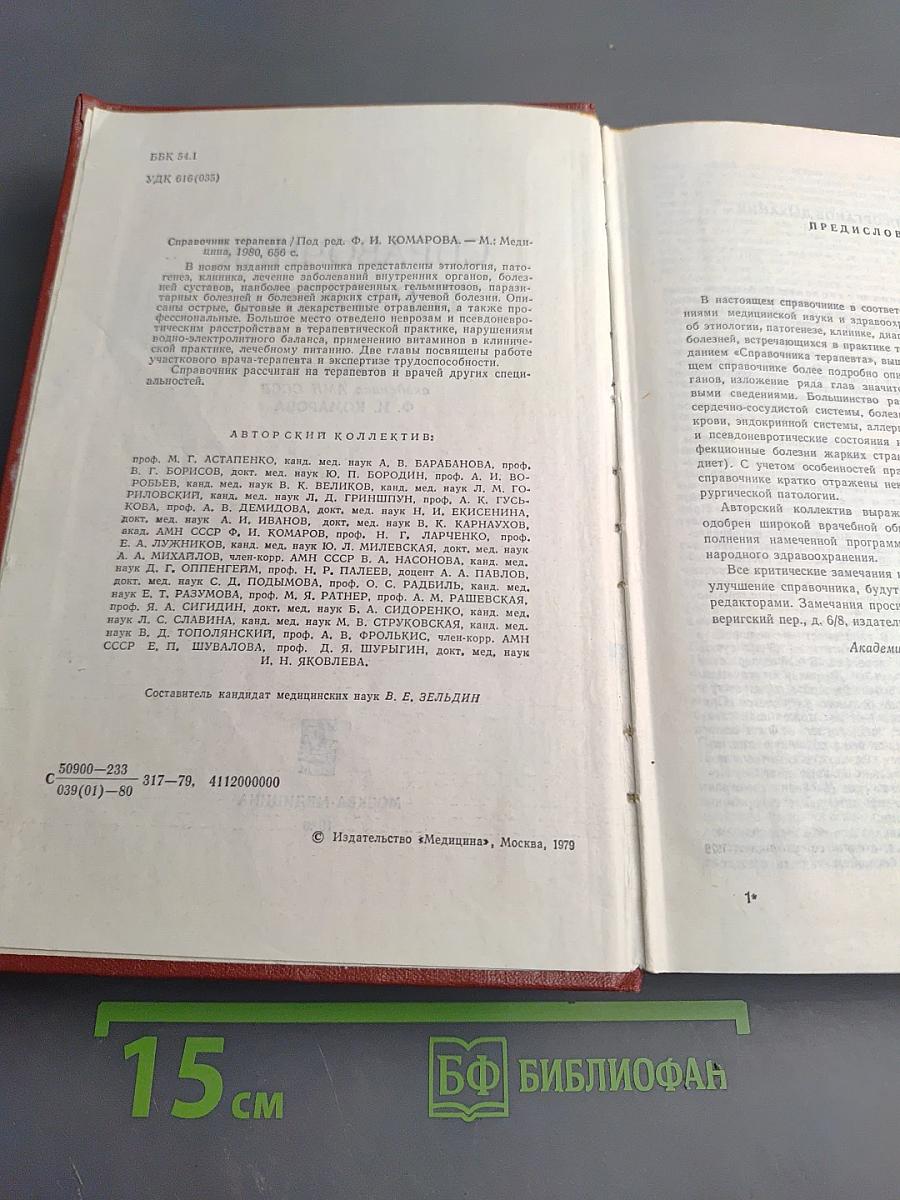 ББК 54.1
УДК 616(035)
Справочник терапевта/Под ред. Ф. И. КОМАРОВА. — М.: Меди-
цина, 1980, 656 с.
В новом издании справочника представлены этиология, пато-
генез, клиника, лечение заболеваний внутренних органов, болез-
ней суставов, наиболее распространенных гельминтозов, парази-
тарных болезней и болезней жарких стран, лучевой болезни. Опи-
саны острые, бытовые и лекарственные отравления, а также про-
фессиональные. Большое место отведено неврозам и псевдоневро-
тическим расстройствам в терапевтической практике, нарушениям
водно-электролитного баланса, применению витаминов в клиниче-
ской практике, лечебному питанию. Две главы посвящены работе
участкового врача-терапевта и экспертизе трудоспособности.
Справочник рассчитан на терапевтов и врачей других специ-
альностей.
АВТОРСКИЙ КОЛЛЕКТИВ:
проф. М. Г. АСТАПЕНКО, канд. мед. наук А. В. БАРАБАНОВА, проф.
В. Г. БОРИСОВ, докт. мед. наук Ю. П. БОРОДИН, проф. А. И. ВО-
РОБЬЕВ, канд. мед. наук В. К. ВЕЛИКОВ, канд. мед. наук Л. М. ГО-
РИЛОВСКИЙ, канд. мед. наук Л. Д. ГРИНШПУН, проф. А. К. ГУСЬ-
КОВА, проф. А. В. ДЕМИДОВА, докт. мед. наук Н. И. ЕКИСЕНИНА,
докт. мед. наук А. И. ИВАНОВ, докт. мед. наук В. К. КАРНАУХОВ,
акад. АМН СССР Ф. И. КОМАРОВ, проф. Н. Г. ЛАРЧЕНКО, проф.
Е. А. ЛУЖНИКОВ, канд. мед. наук Ю. Л. МИЛЕВСКАЯ, докт. мед. наук
А. А. МИХАЙЛОВ, член-корр. АМН СССР В. А. НАСОНОВА, канд. мед.
наук Д. Г. ОППЕНГЕЙМ, проф. Н. Р. ПАЛЕЕВ, доцент А. А. ПАВЛОВ,
докт. мед. наук С. Д. ПОДЫМОВА, проф. О. С. РАДБИЛЬ, канд. мед.
наук Е. Т. РАЗУМОВА, проф. М. Я. РАТНЕР, проф. А. М. РАШЕВСКАЯ,
проф. Я. А. СИГИДИН, докт. мед. наук Б. А. СИДОРЕНКО, канд. мед.
наук Л. С. СЛАВИНА, канд. мед. наук М. В. СТРУКОВСКАЯ, канд. мед.
наук В. Д. ТОПОЛЯНСКИЙ, проф. А. В. ФРОЛЬКИС, член-корр. АМН
СССР Е. П. ШУВАЛОВА, проф. Д. Я. ШУРЫГИН, докт. мед. наук
И. Н. ЯКОВЛЕВА.
Составитель кандидат медицинских наук В. Е. ЗЕЛЬДИН
С 50900—233
039(01)—80 317—79, 4112000000
© Издательство «Медицина», Москва, 1979
ПРЕДИСЛОВ
В настоящем справочнике в соответ
ниями медицинской науки и здравоохр
об этиологии, патогенезе, клинике, диаг
болезней, встречающихся в практике т
данием «Справочника терапевта», выш
щем справочнике более подробно опи
ганов, изложение ряда глав значите
выми сведениями. Большинство ра
сердечно-сосудистой системы, болез
крови, эндокринной системы, аллер
и псевдоневротические состояния и
фекционные болезни жарких стран
диет). С учетом особенностей пра
справочнике кратко отражены нек
рургической патологии.
Авторский коллектив выраж
одобрен широкой врачебной об
полнения намеченной програм
народного здравоохранения.
Все критические замечания и
улучшение справочника, будут
редакторами. Замечания проси
веригский пер., д. 6/8, издател
Академи
1*
15 см
БФ БИБЛИОФАН